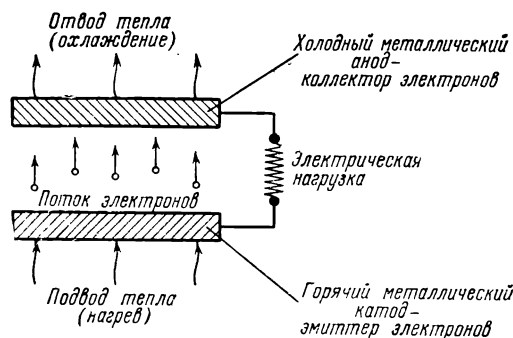 Отвод тепла
(охлаждение)
Холодный металлический
анод-
коллектор электронов
Электрическая
нагрузка
Поток электронов
Подвод тепла
(нагрев)
Горячий металлический
катод-
эмиттер электронов